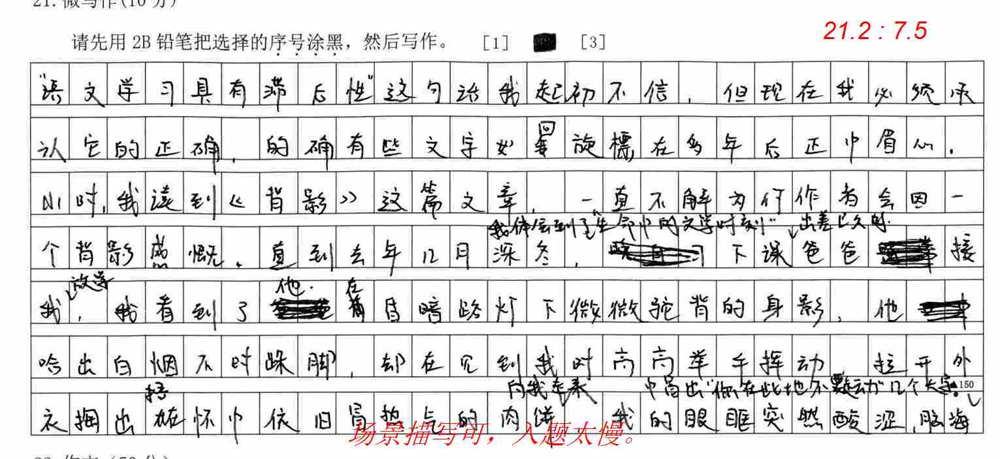 21.微写作(10分)
请先用 2B 铅笔把选择的序号涂黑，然后写作。 [1] [3]
21.2 : 7.5
"语文学习具有滞后性"这句话我起初不信，但现在我必须承
认它的正确，的确有些文字如回旋镖在多年后正中眉心。
小时，我读到《背影》这篇文章，一直不解为何作者会因一
我体会到了"生命中的文学时刻" 出差已久的
个背影感慨。直到去年12月深冬，下课爸爸接
放学 他 在
我，我看到了昏暗路灯下微微驼背的身影，他
哈出白烟不时跺脚，却在见到我时高高举手挥动 拉开外
捂 向我走来 中冒出"你在此地不要走动"几个大字。 ▲150
衣掏出在怀中依旧冒热气的肉饼 我的眼眶突然酸涩，脑海
场景描写可，入题太慢。